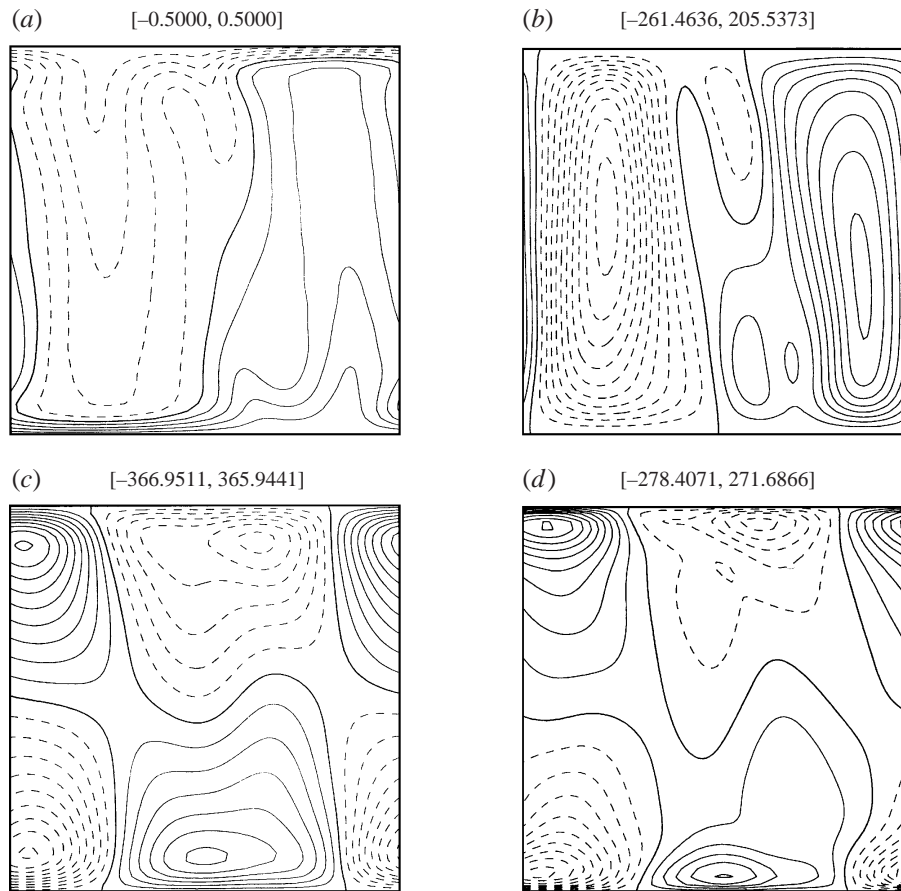 (a) [–0.5000, 0.5000]
(b) [–261.4636, 205.5373]
(c) [–366.9511, 365.9441]
(d) [–278.4071, 271.6866]